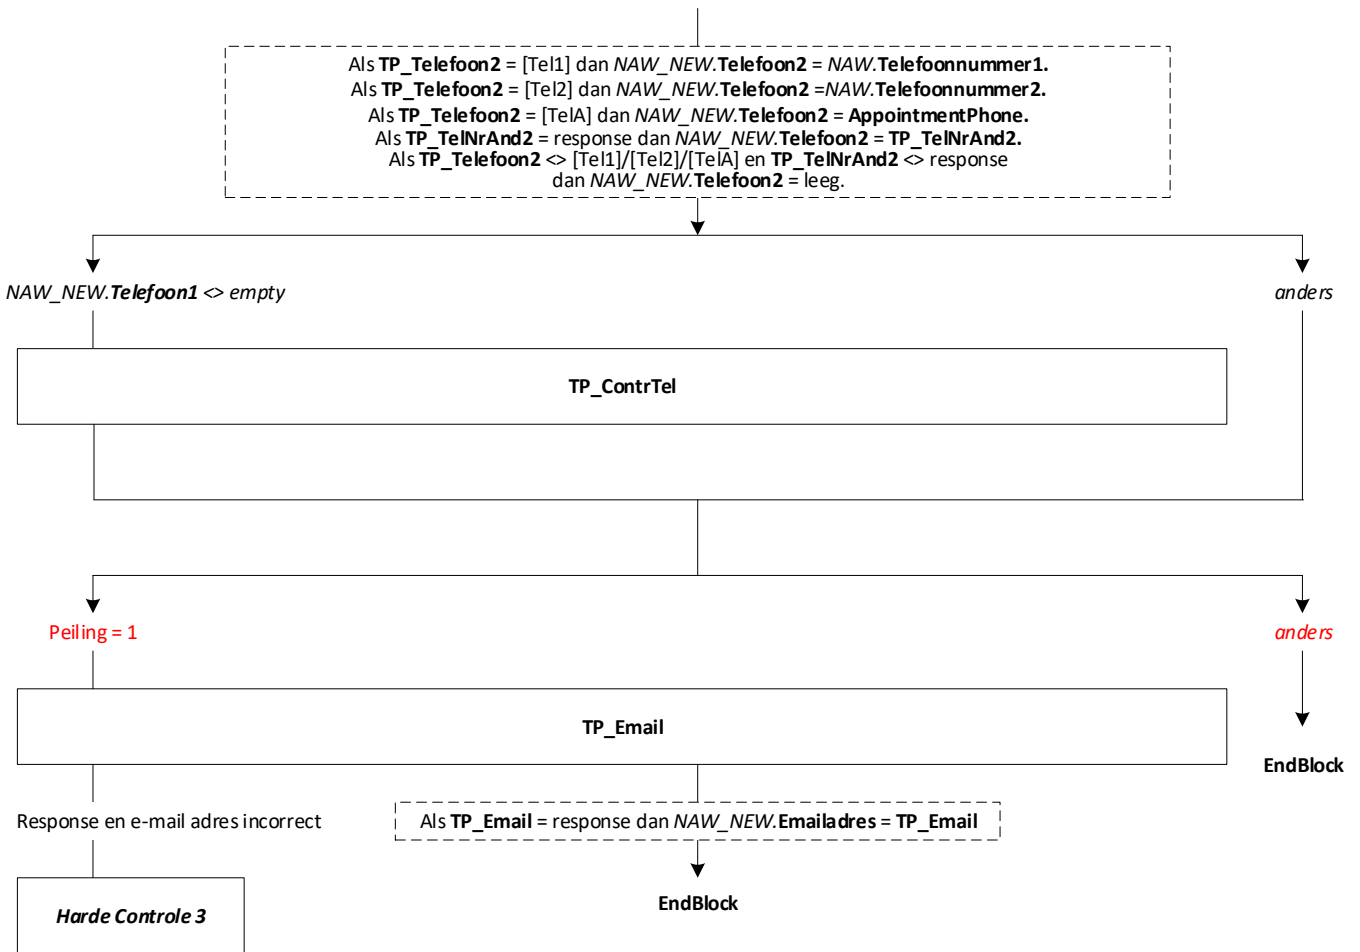 Als TP_Telefoon2 = [Tel1] dan NAW_NEW.Telefoon2 = NAW.Telefoonnummer1.
Als TP_Telefoon2 = [Tel2] dan NAW_NEW.Telefoon2 =NAW.Telefoonnummer2.
Als TP_Telefoon2 = [TelA] dan NAW_NEW.Telefoon2 = AppointmentPhone.
Als TP_TelNrAnd2 = response dan NAW_NEW.Telefoon2 = TP_TelNrAnd2.
Als TP_Telefoon2 <> [Tel1]/[Tel2]/[TelA] en TP_TelNrAnd2 <> response
dan NAW_NEW.Telefoon2 = leeg.
NAW_NEW.Telefoon1 <> empty
anders
TP_ContrTel
Peiling = 1
anders
TP_Email
EndBlock
Response en e-mail adres incorrect
Als TP_Email = response dan NAW_NEW.Emailadres = TP_Email
EndBlock
Harde Controle 3